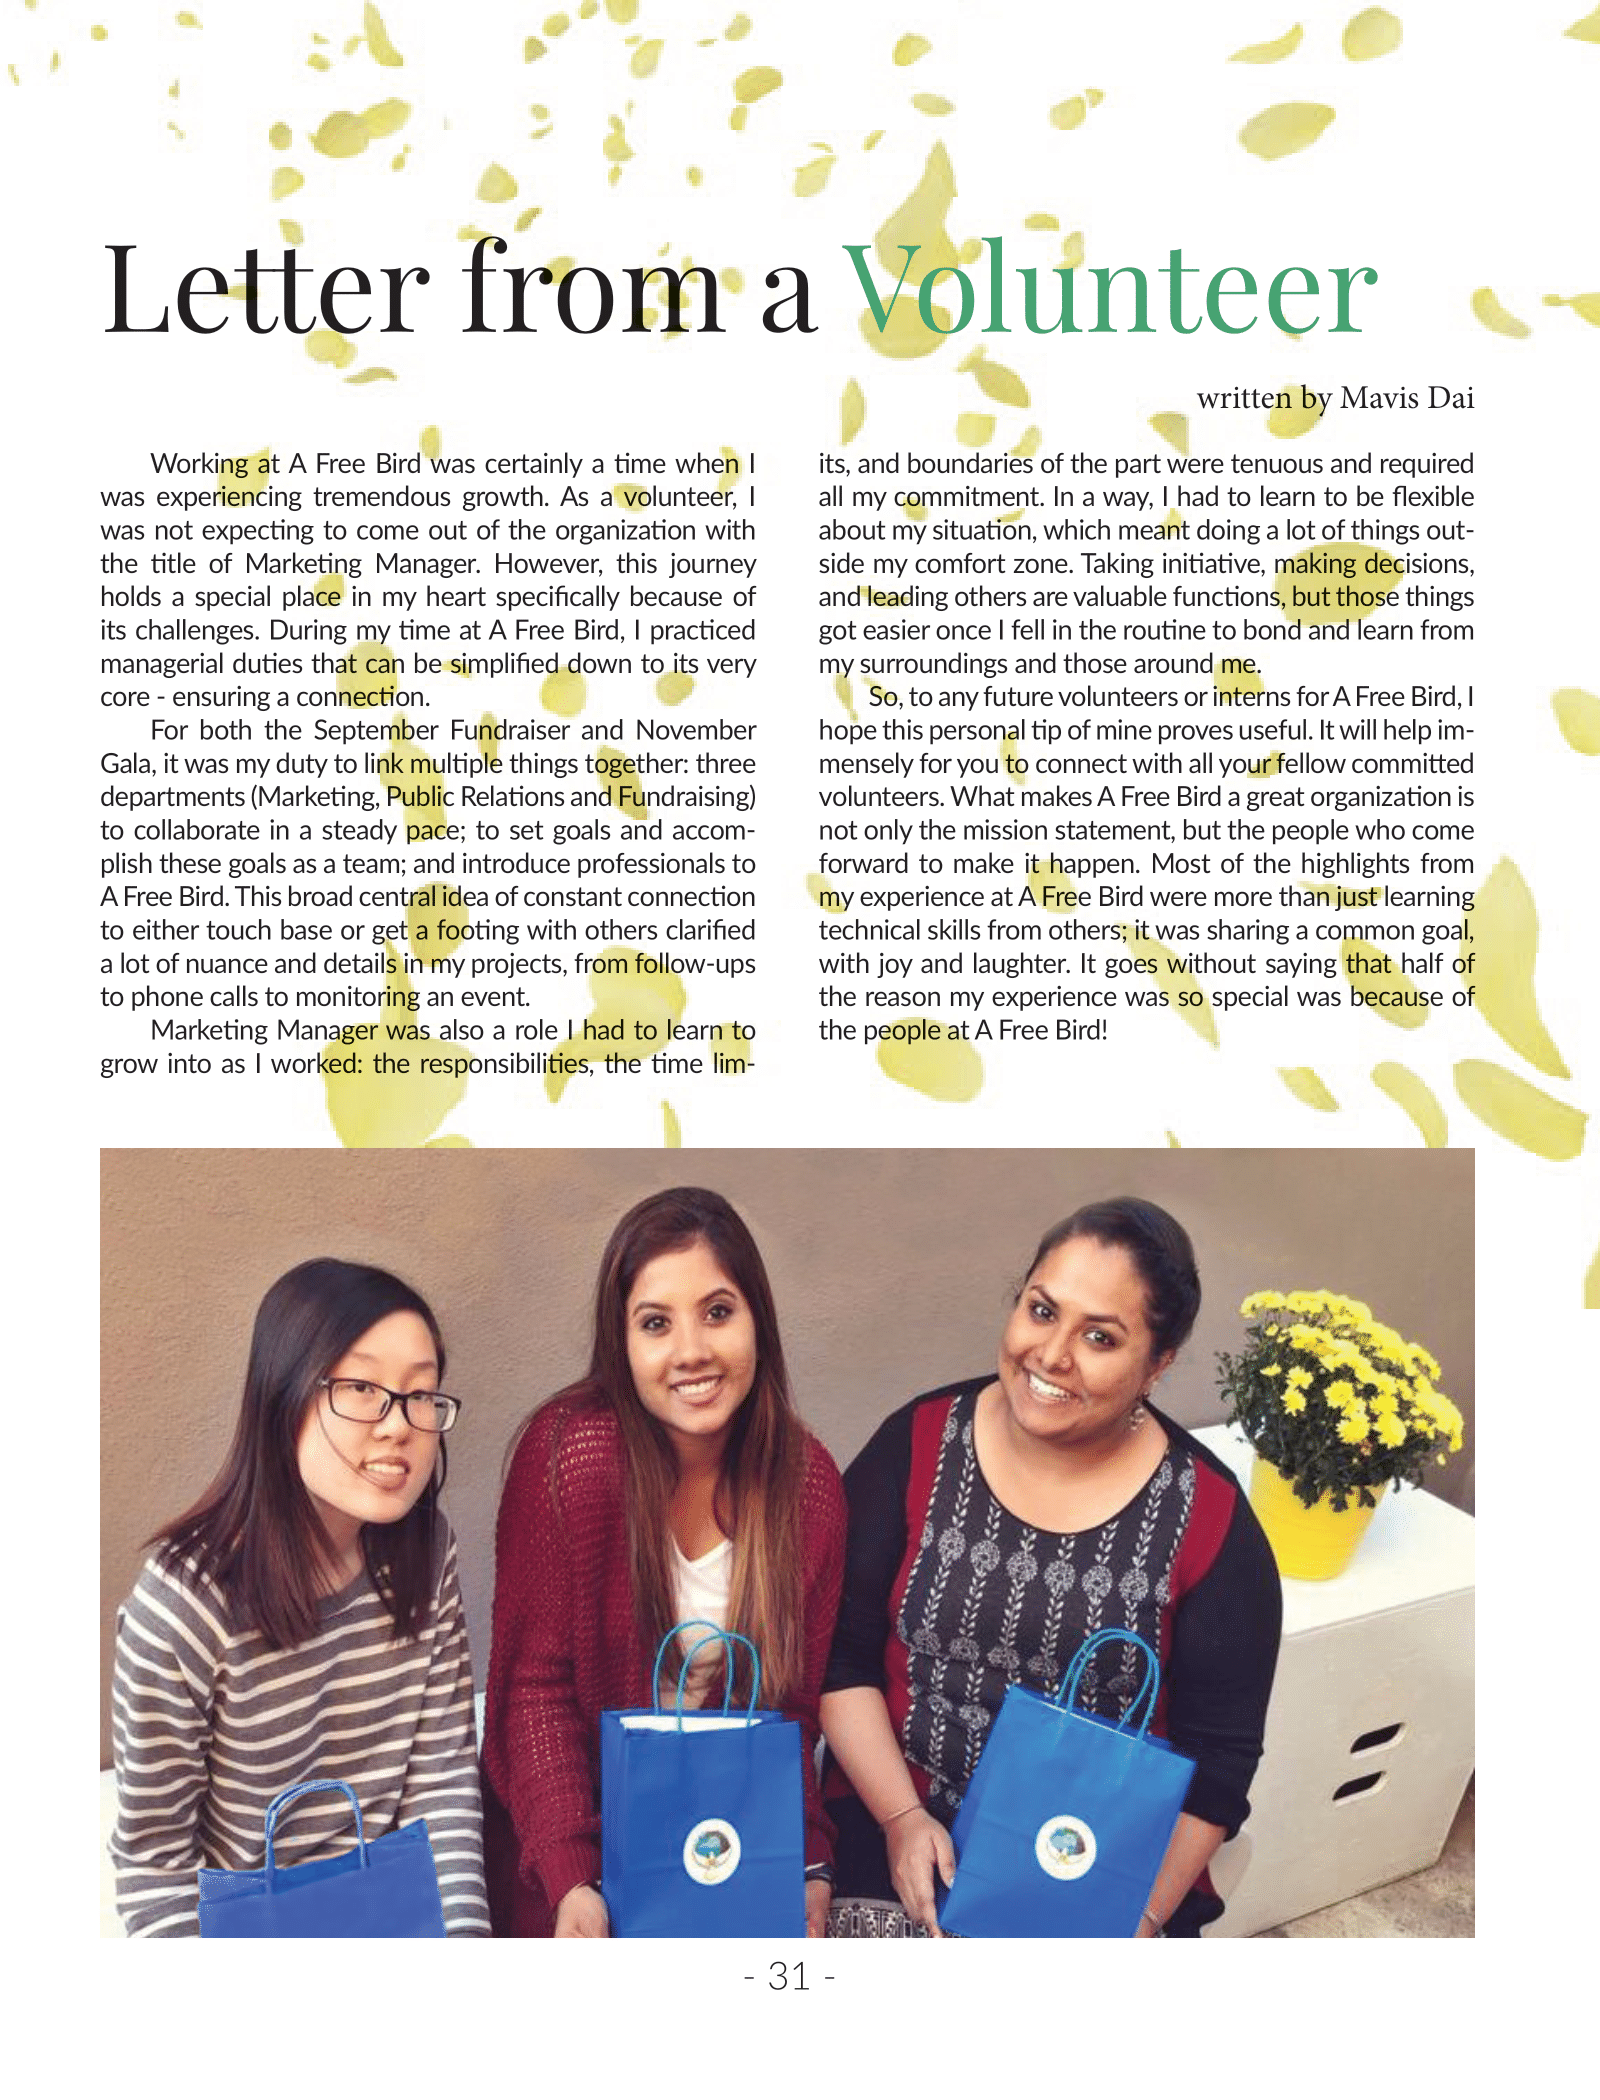 Letter from a Volunteer
written by Mavis Dai
Working at A Free Bird was certainly a time when I
was experiencing tremendous growth. As a volunteer, I
was not expecting to come out of the organization with
the title of Marketing Manager. However, this journey
holds a special place in my heart specifically because of
its challenges. During my time at A Free Bird, I practiced
managerial duties that can be simplified down to its very
core - ensuring a connection.
For both the September Fundraiser and November
Gala, it was my duty to link multiple things together: three
departments (Marketing, Public Relations and Fundraising)
to collaborate in a steady pace; to set goals and accom-
plish these goals as a team; and introduce professionals to
A Free Bird. This broad central idea of constant connection
to either touch base or get a footing with others clarified
a lot of nuance and details in my projects, from follow-ups
to phone calls to monitoring an event.
Marketing Manager was also a role I had to learn to
grow into as I worked: the responsibilities, the time lim-
its, and boundaries of the part were tenuous and required
all my commitment. In a way, I had to learn to be flexible
about my situation, which meant doing a lot of things out-
side my comfort zone. Taking initiative, making decisions,
and leading others are valuable functions, but those things
got easier once I fell in the routine to bond and learn from
my surroundings and those around me.
So, to any future volunteers or interns for A Free Bird, I
hope this personal tip of mine proves useful. It will help im-
mensely for you to connect with all your fellow committed
volunteers. What makes A Free Bird a great organization is
not only the mission statement, but the people who come
forward to make it happen. Most of the highlights from
my experience at A Free Bird were more than just learning
technical skills from others; it was sharing a common goal,
with joy and laughter. It goes without saying that half of
the reason my experience was so special was because of
the people at A Free Bird!
- 31 -